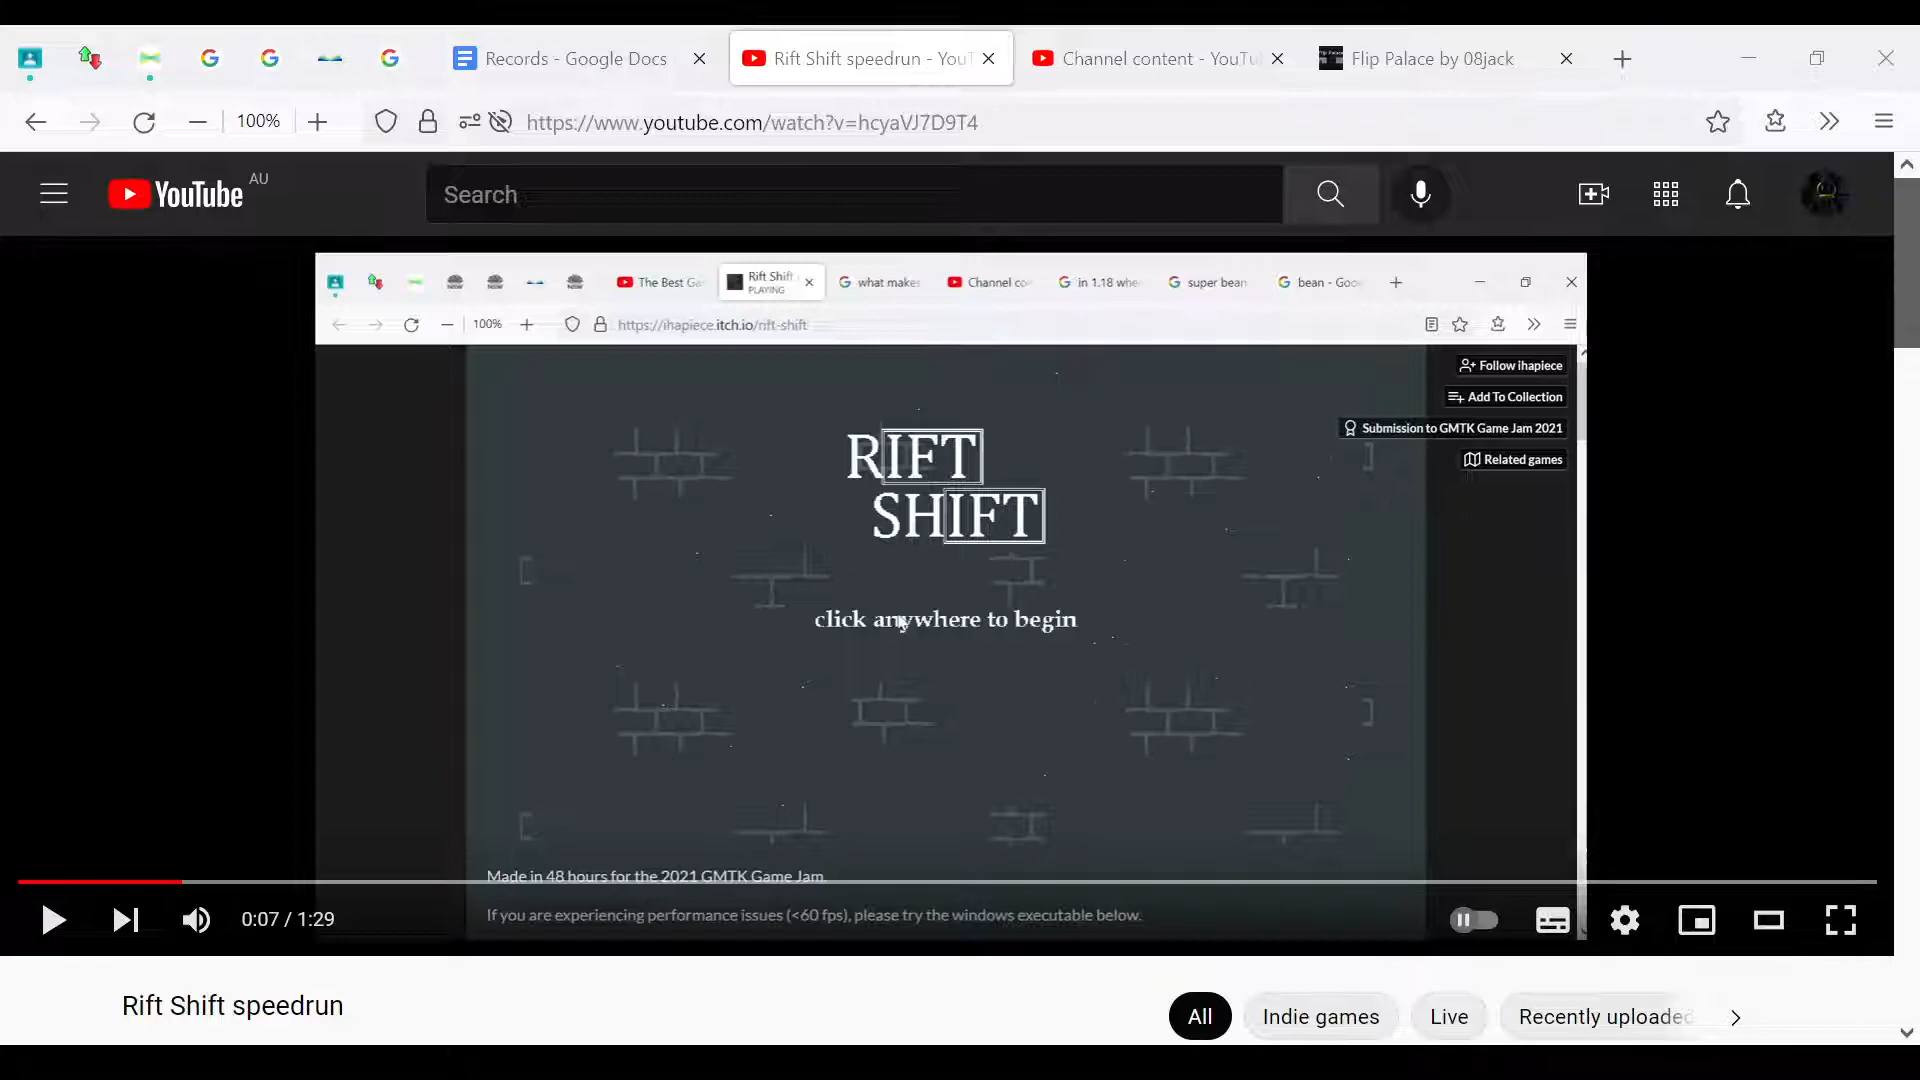 Records - Google Docs
Rift Shift speedrun - YouT
Channel content - YouTu
Flip Palace by 08jack
100%
https://www.youtube.com/watch?v=hcyaVJ7D9T4
YouTube
AU
Search
The Best Ga
Rift Shift
PLAYING
what makes
Channel co
in 1.18 whe
super bean
bean - Goo
100%
https://ihapiece.itch.io/rift-shift
Follow ihapiece
Add To Collection
Submission to GMTK Game Jam 2021
Related games
RIFT
SHIFT
click anywhere to begin
Made in 48 hours for the 2021 GMTK Game Jam.
If you are experiencing performance issues (<60 fps), please try the windows executable below.
0:07 / 1:29
Rift Shift speedrun
All
Indie games
Live
Recently uploaded